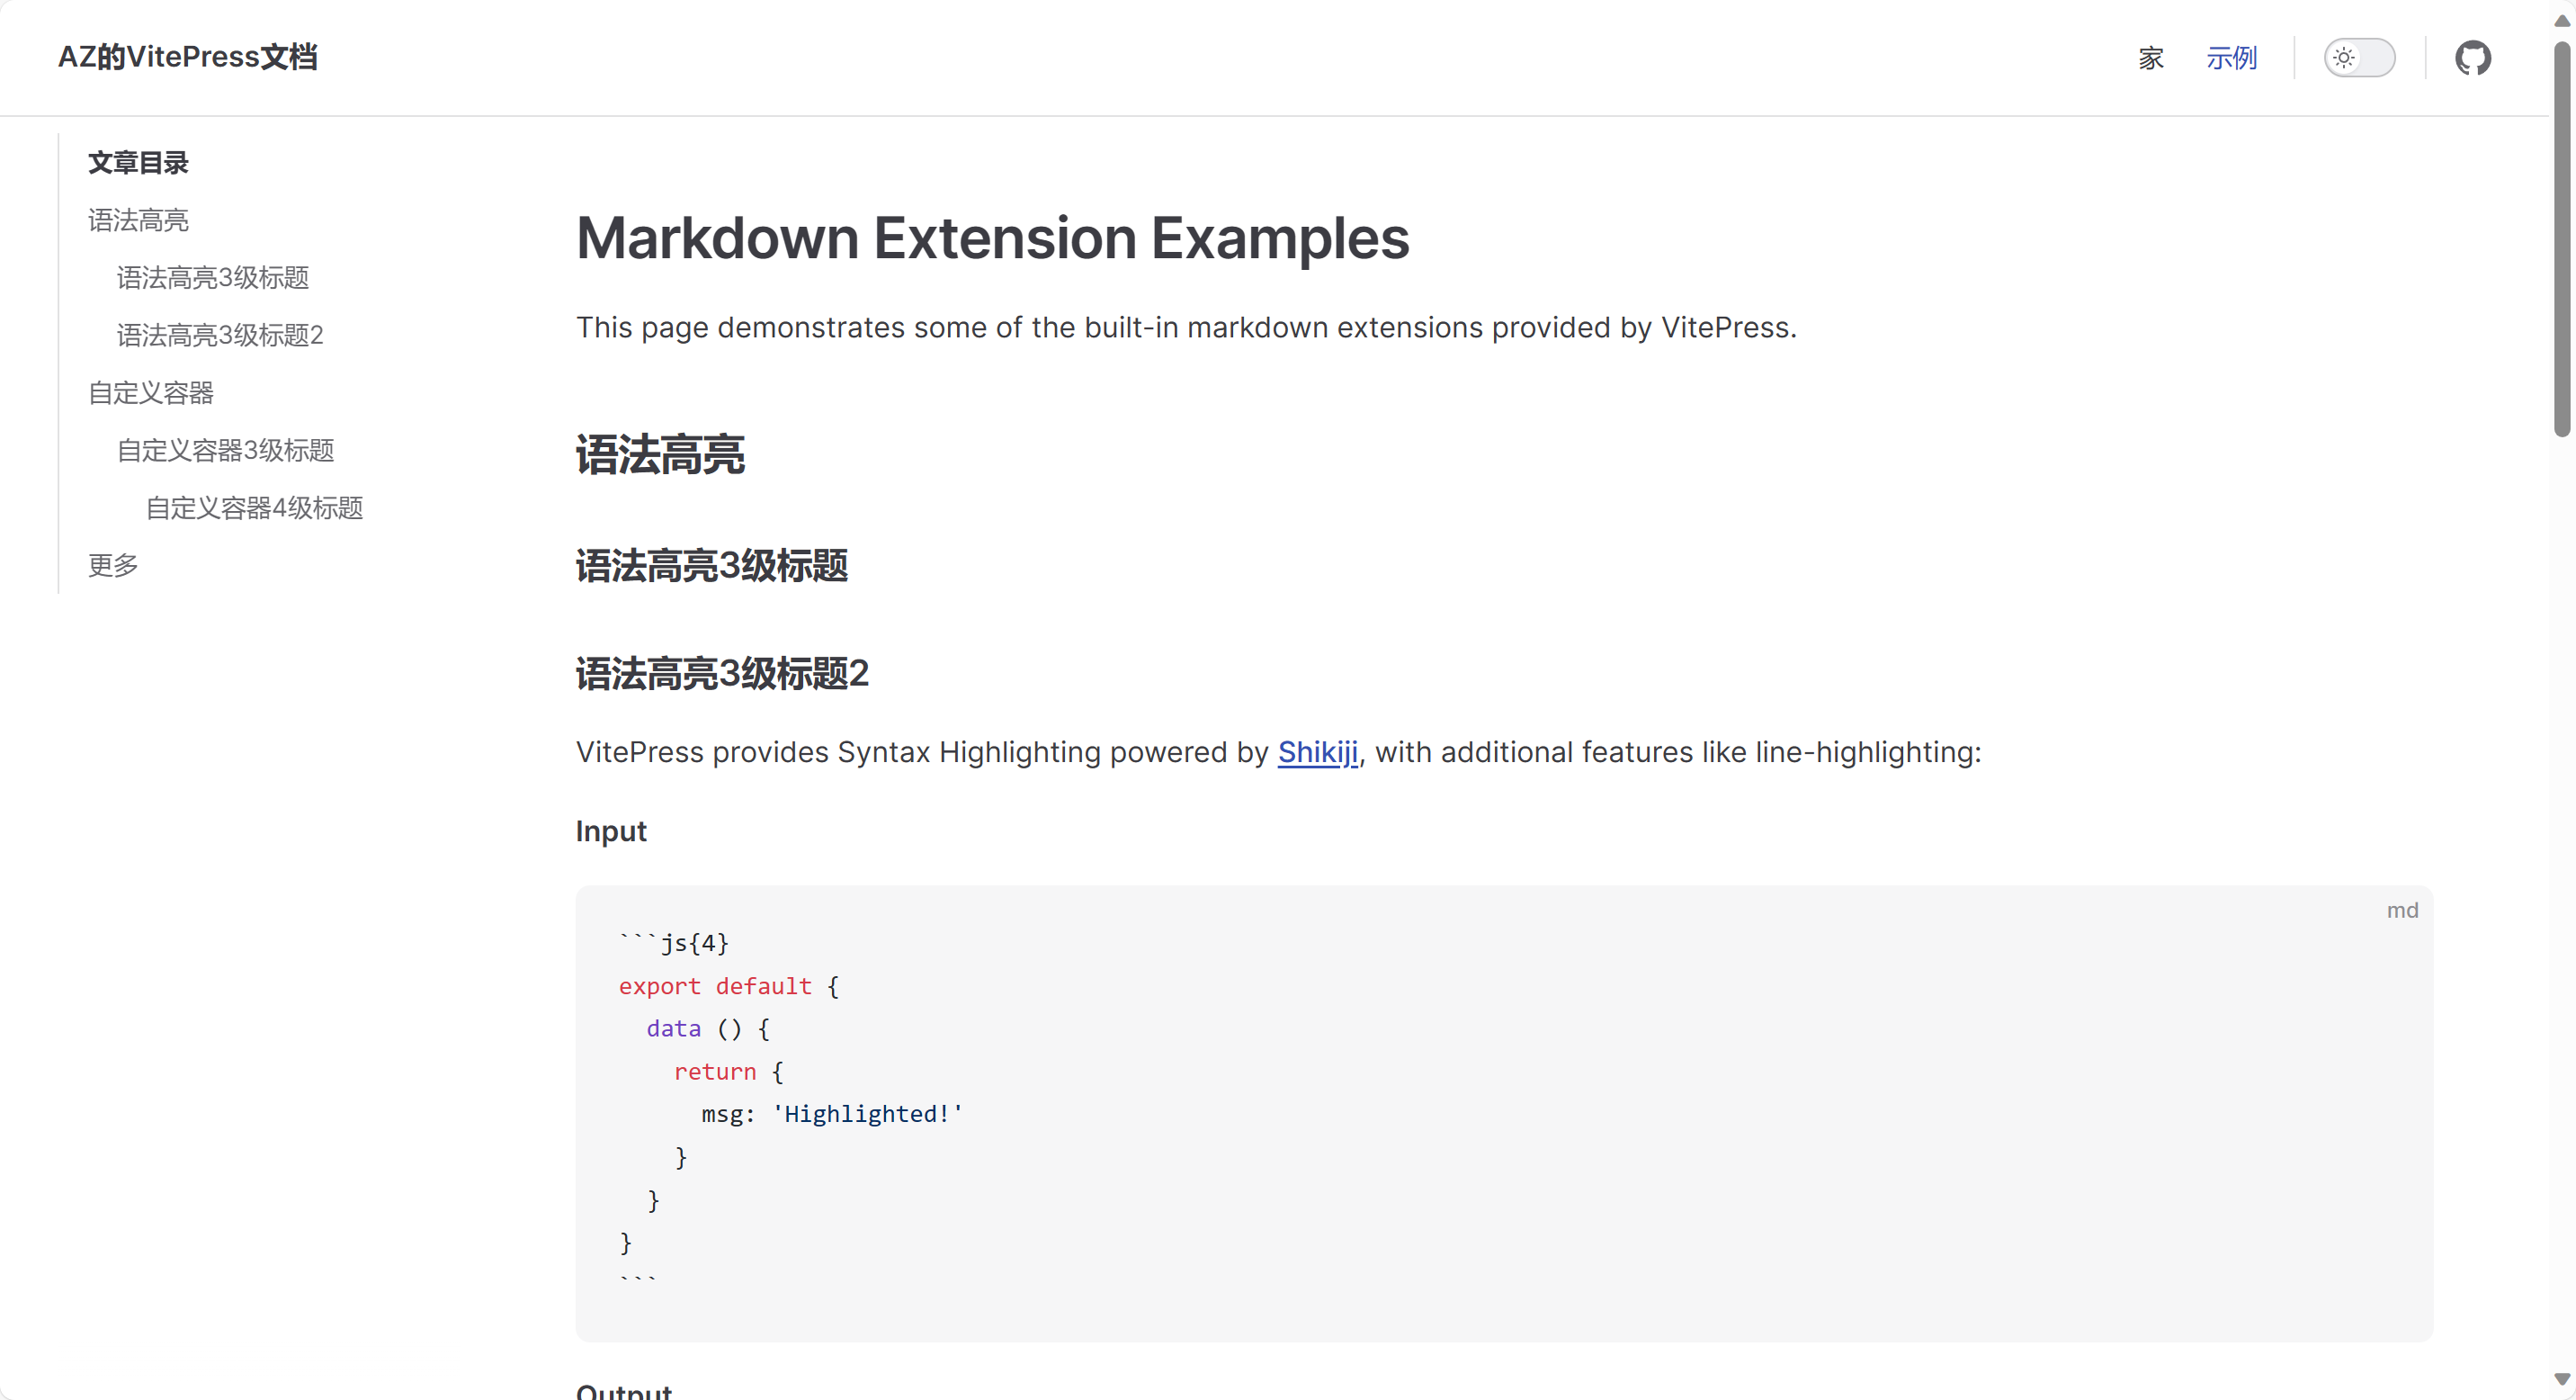 AZ的VitePress文档
家
示例
文章目录
语法高亮
语法高亮3级标题
语法高亮3级标题2
自定义容器
自定义容器3级标题
自定义容器4级标题
更多
Markdown Extension Examples
This page demonstrates some of the built-in markdown extensions provided by VitePress.
语法高亮
语法高亮3级标题
语法高亮3级标题2
VitePress provides Syntax Highlighting powered by Shikiji, with additional features like line-highlighting:
Input
md
```js{4}
export default {
  data () {
    return {
      msg: 'Highlighted!'
    }
  }
}
```
Output